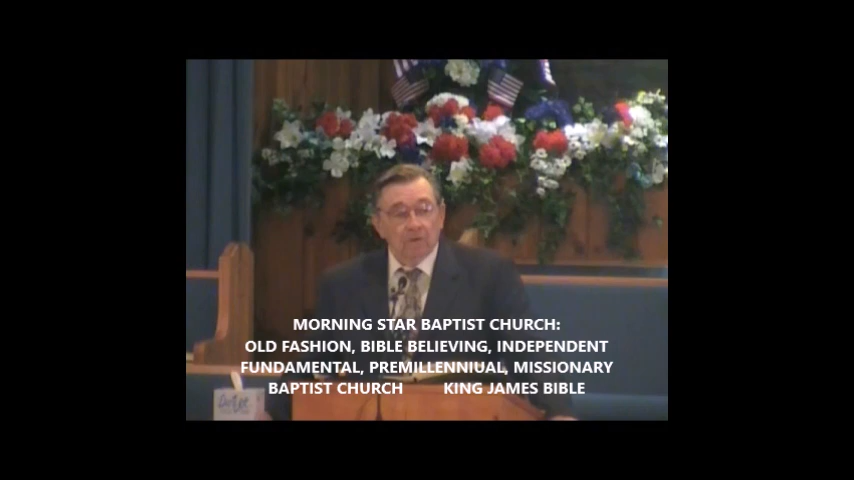 MORNING STAR BAPTIST CHURCH:
OLD FASHION, BIBLE BELIEVING, INDEPENDENT
FUNDAMENTAL, PREMILLENNIUAL, MISSIONARY
BAPTIST CHURCH KING JAMES BIBLE